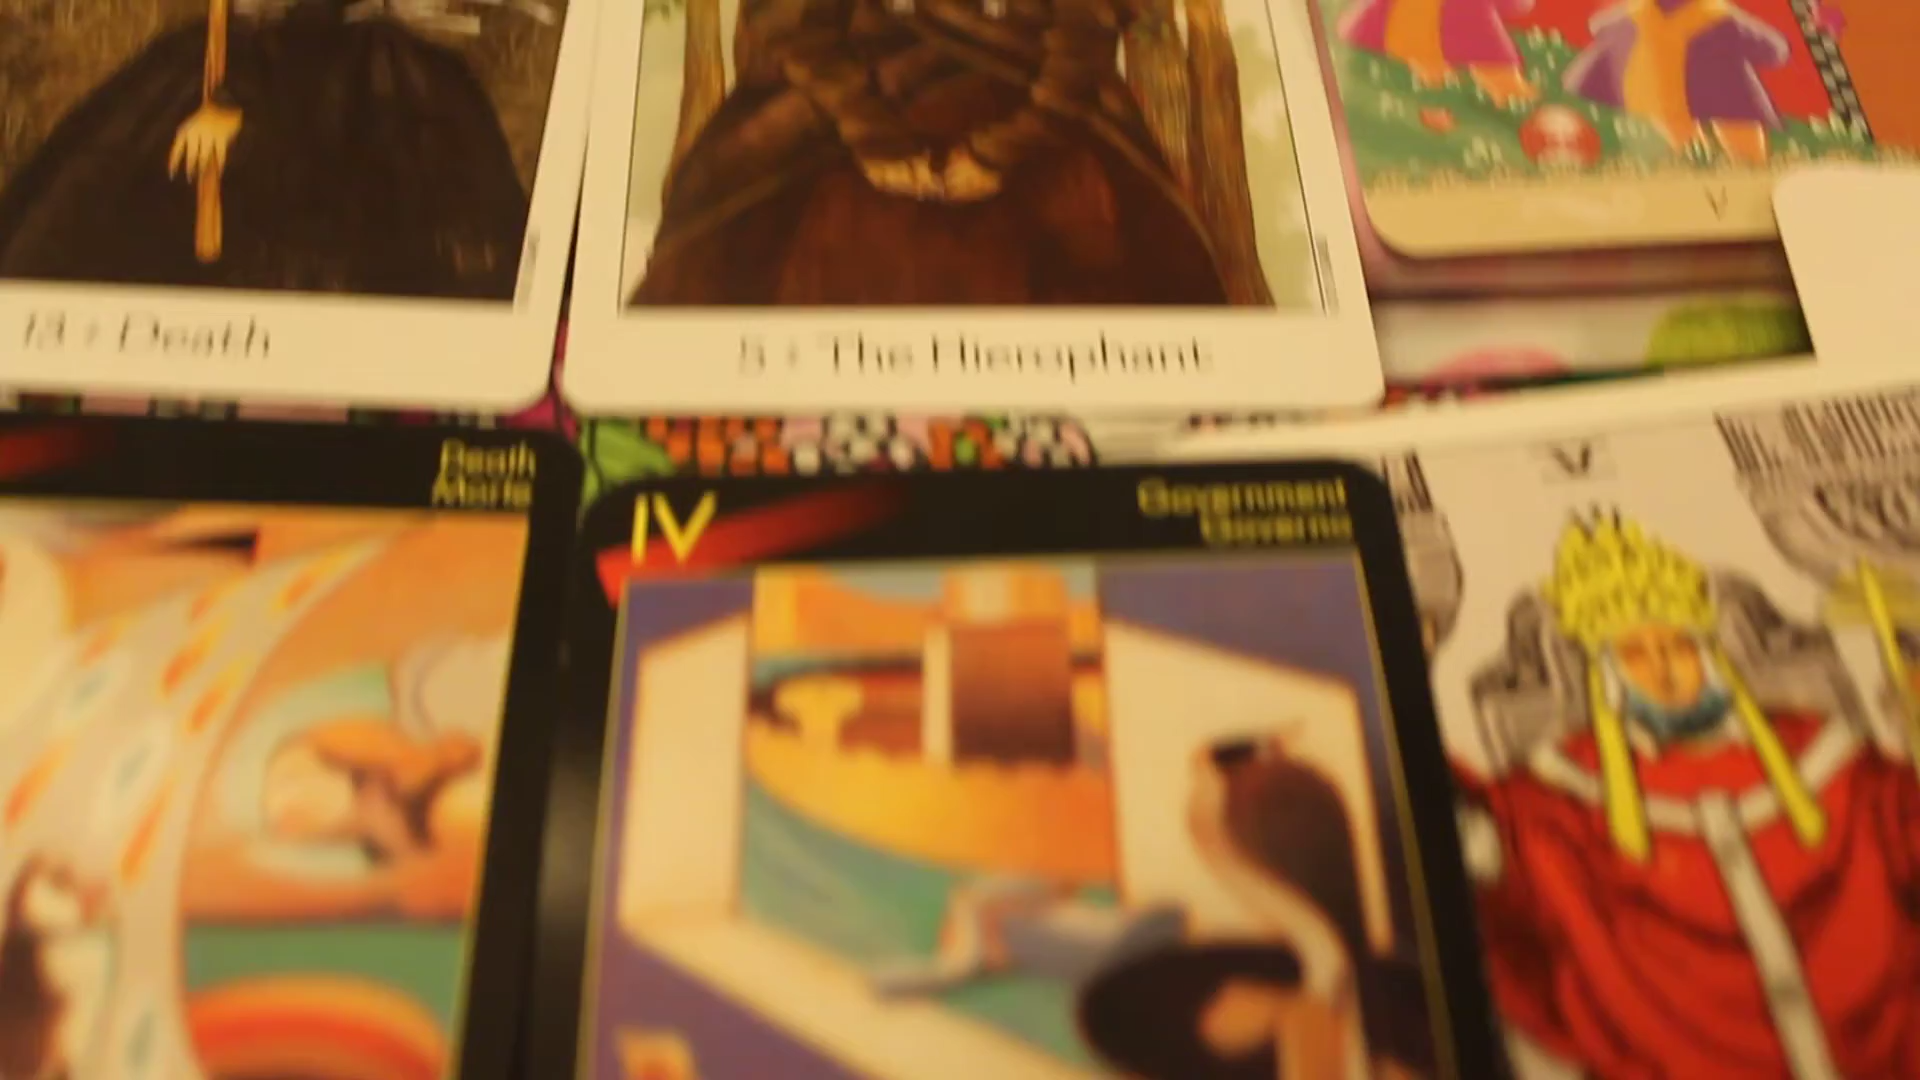 13 : Death
5 : The Hierophant
V
Death
Morte
IV
Government
Governo
V